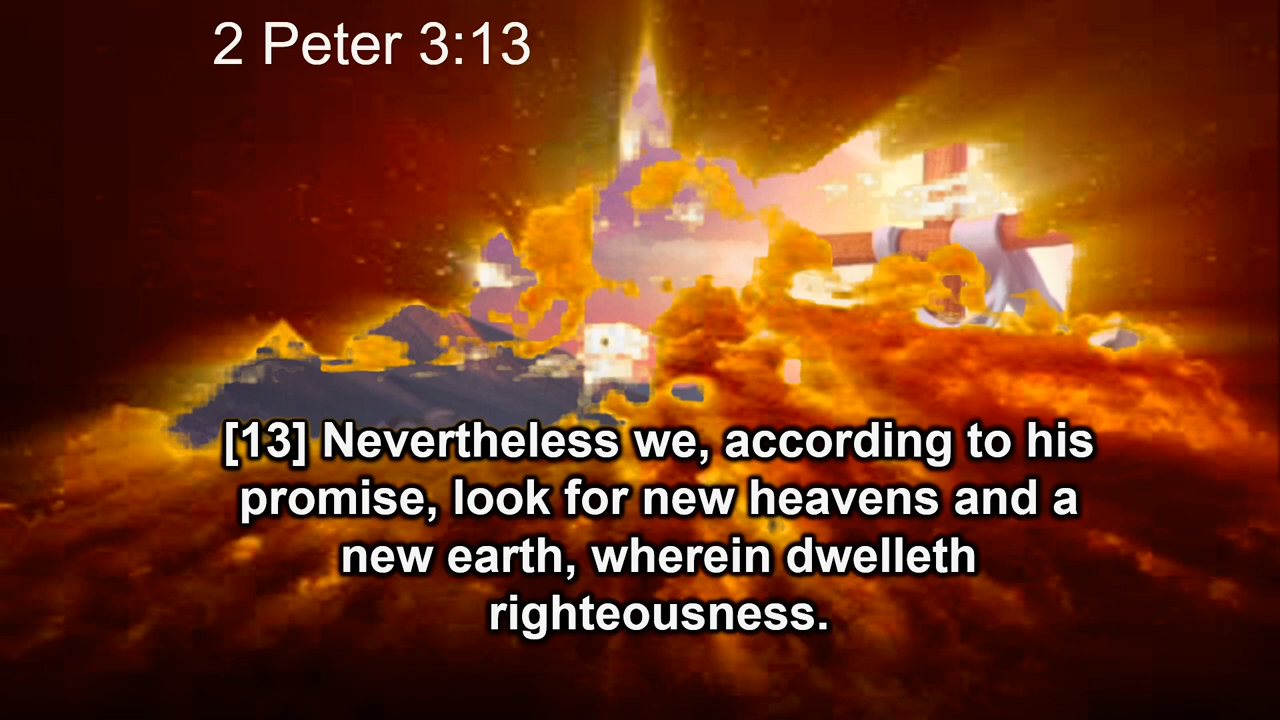 2 Peter 3:13
[13] Nevertheless we, according to his
promise, look for new heavens and a
new earth, wherein dwelleth
righteousness.